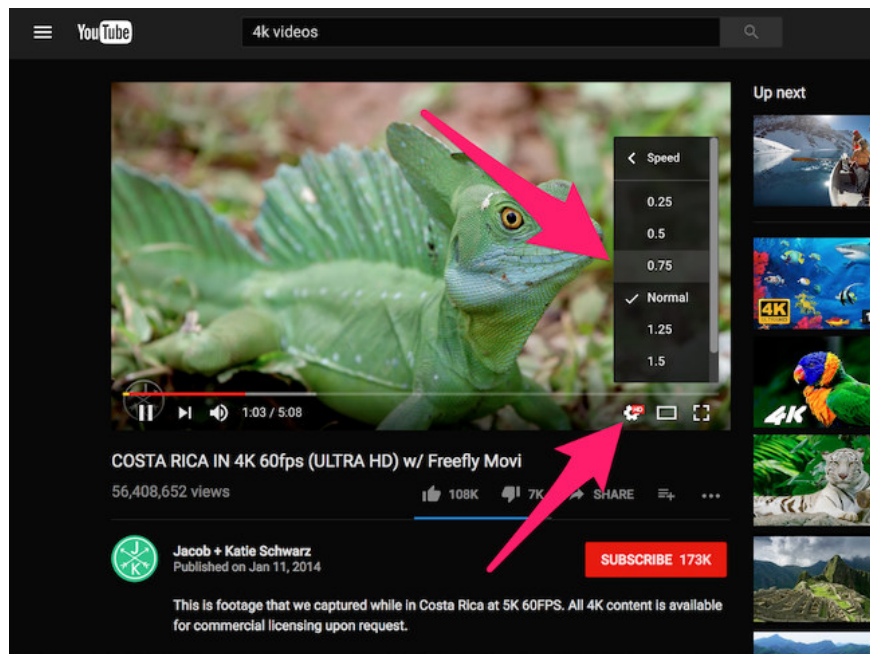 YouTube
4k videos
Up next
Speed
0.25
0.5
0.75
Normal
1.25
1.5
4K
1:03 / 5:08
HD
4K
COSTA RICA IN 4K 60fps (ULTRA HD) w/ Freefly Movi
56,408,652 views
108K
7K
SHARE
JK
Jacob + Katie Schwarz
Published on Jan 11, 2014
SUBSCRIBE 173K
This is footage that we captured while in Costa Rica at 5K 60FPS. All 4K content is available
for commercial licensing upon request.